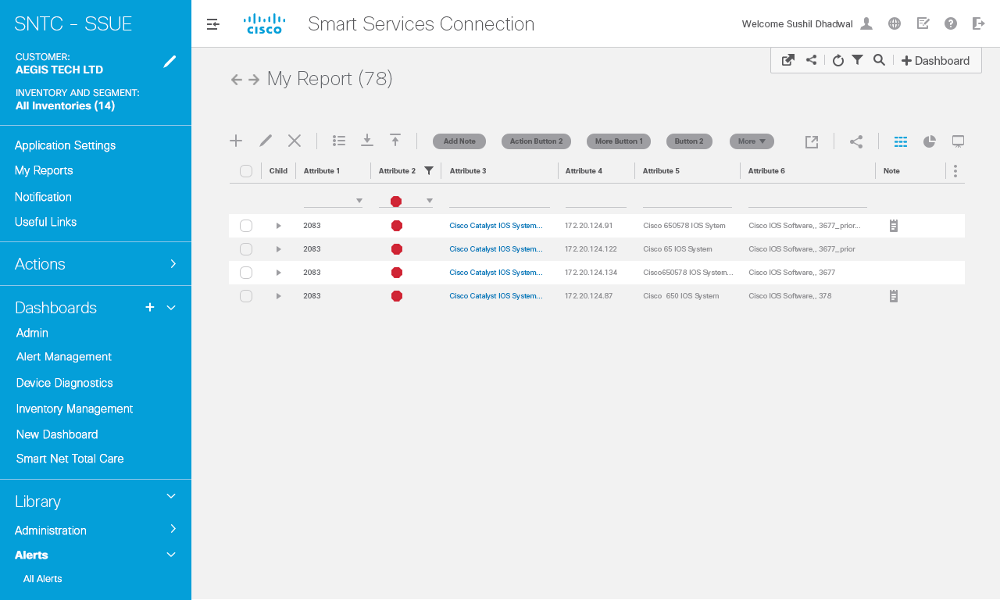 SNTC – SSUE
CUSTOMER:
AEGIS TECH LTD
INVENTORY AND SEGMENT:
All Inventories (14)
Application Settings
My Reports
Notification
Useful Links
Actions
Dashboards
Admin
Alert Management
Device Diagnostics
Inventory Management
New Dashboard
Smart Net Total Care
Library
Administration
Alerts
All Alerts
CISCO
Smart Services Connection
Welcome Sushil Dhadwal
Dashboard
My Report (78)
Add Note Action Button 2 More Button 1 Button 2 More
Child Attribute 1 Attribute 2 Attribute 3 Attribute 4 Attribute 5 Attribute 6 Note
2083 Cisco Catalyst IOS System... 172.20.124.91 Cisco 650578 IOS Sytem Cisco IOS Software,, 3677_prior...
2083 Cisco Catalyst IOS System... 172.20.124.122 Cisco 65 IOS System Cisco IOS Software,, 3677_prior
2083 Cisco Catalyst IOS System... 172.20.124.134 Cisco650578 IOS System... Cisco IOS Software,, 3677
2083 Cisco Catalyst IOS System... 172.20.124.87 Cisco 650 IOS System Cisco IOS Software,, 378